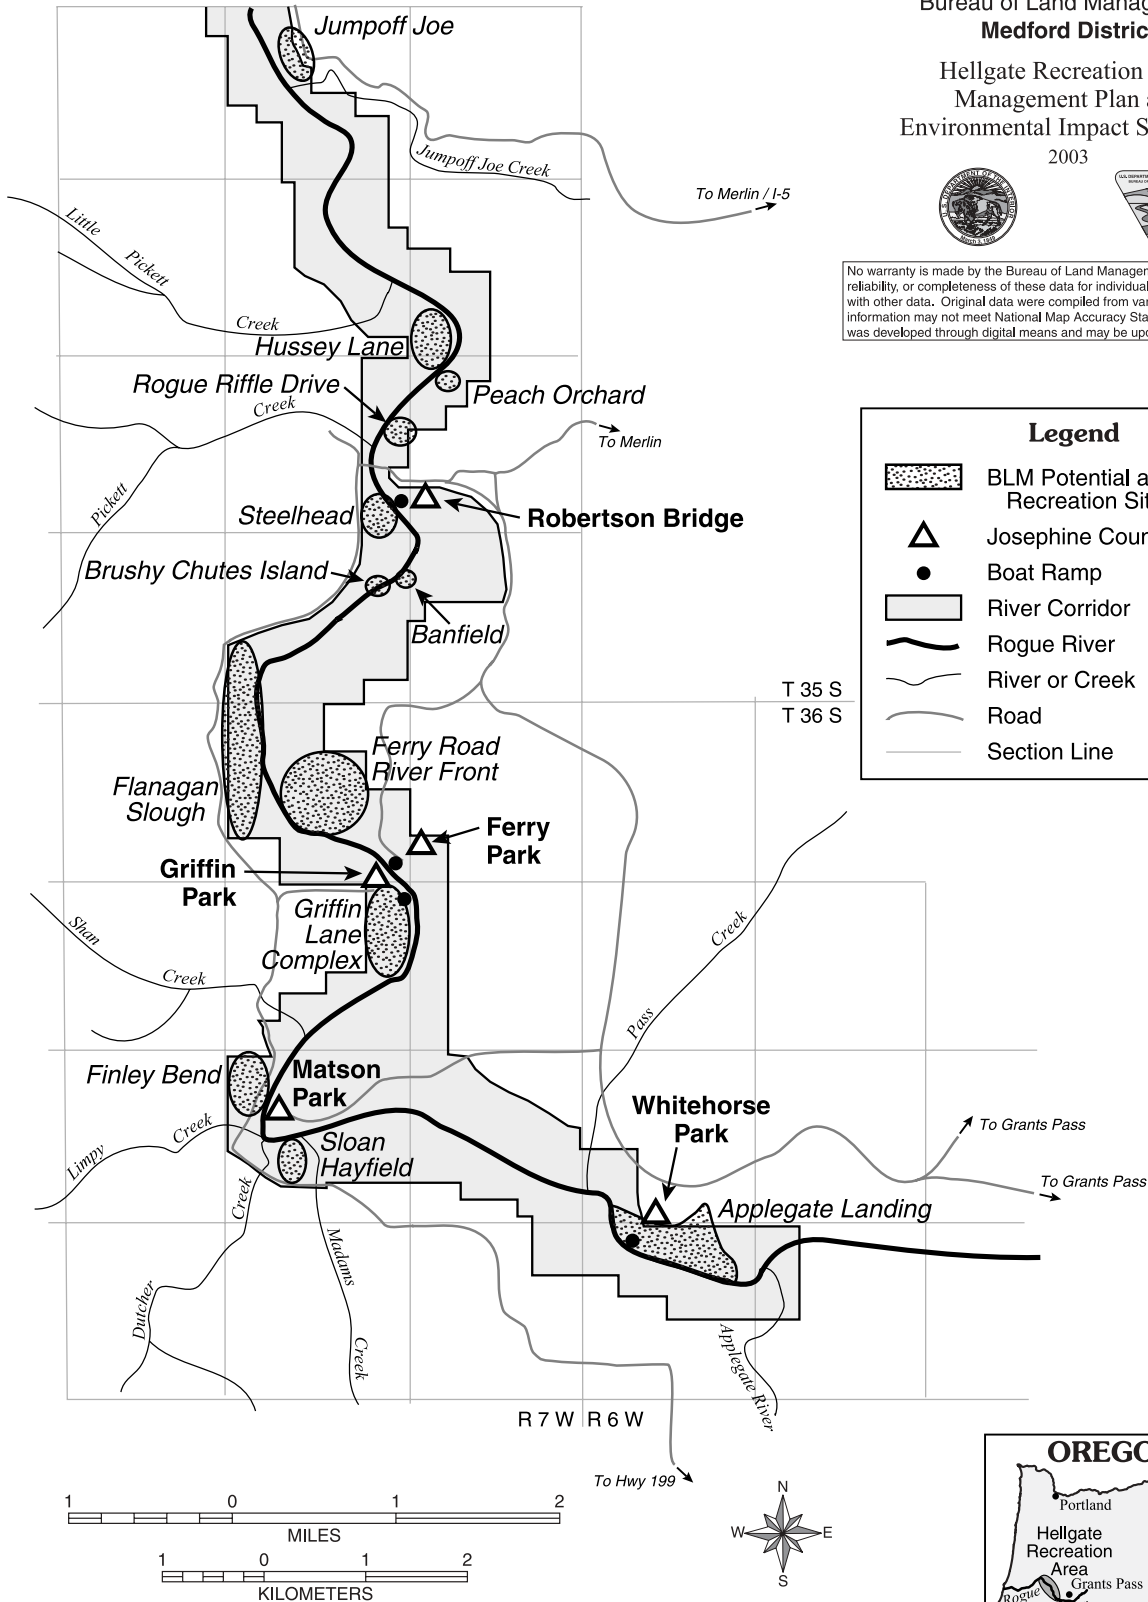 Bureau of Land Manag
Medford Distric
Hellgate Recreation
Management Plan a
Environmental Impact S
2003
U.S. DEPARTMENT OF THE INTERIOR
March 3, 1849
No warranty is made by the Bureau of Land Managem
reliability, or completeness of these data for individual
with other data. Original data were compiled from var
information may not meet National Map Accuracy Sta
was developed through digital means and may be upd
Jumpoff Joe
Jumpoff Joe Creek
To Merlin / I-5
Little
Pickett
Creek
Hussey Lane
Rogue Riffle Drive
Peach Orchard
Creek
To Merlin
Pickett
Steelhead
Robertson Bridge
Brushy Chutes Island
Banfield
Legend
BLM Potential a
Recreation Sit
Josephine Coun
Boat Ramp
River Corridor
Rogue River
River or Creek
Road
Section Line
T 35 S
T 36 S
Ferry Road
River Front
Flanagan
Slough
Ferry
Park
Griffin
Park
Griffin
Lane
Complex
Shan
Creek
Creek
Pass
Finley Bend
Matson
Park
Whitehorse
Park
To Grants Pass
To Grants Pass
Limpy
Creek
Sloan
Hayfield
Applegate Landing
Creek
Dutcher
Madams
Creek
Applegate River
R 7 W R 6 W
To Hwy 199
1 0 1 2
MILES
1 0 1 2
KILOMETERS
N
W E
S
OREGO
Portland
Hellgate
Recreation
Area
Grants Pass
Rogue